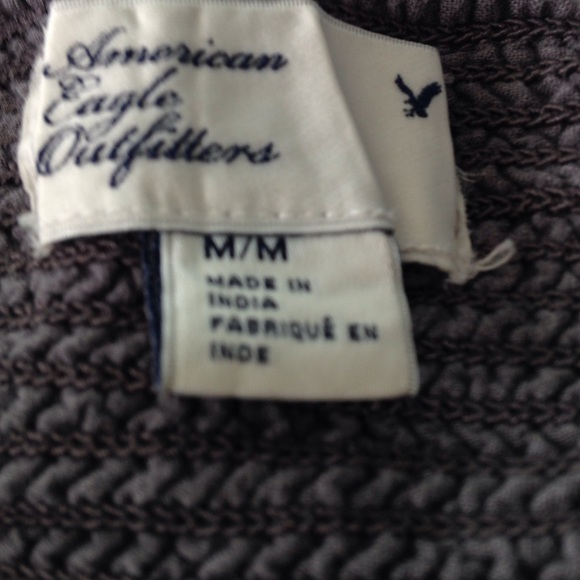 American
Eagle
Outfitters
M/M
MADE IN
INDIA
FABRIQUÉ EN
INDE